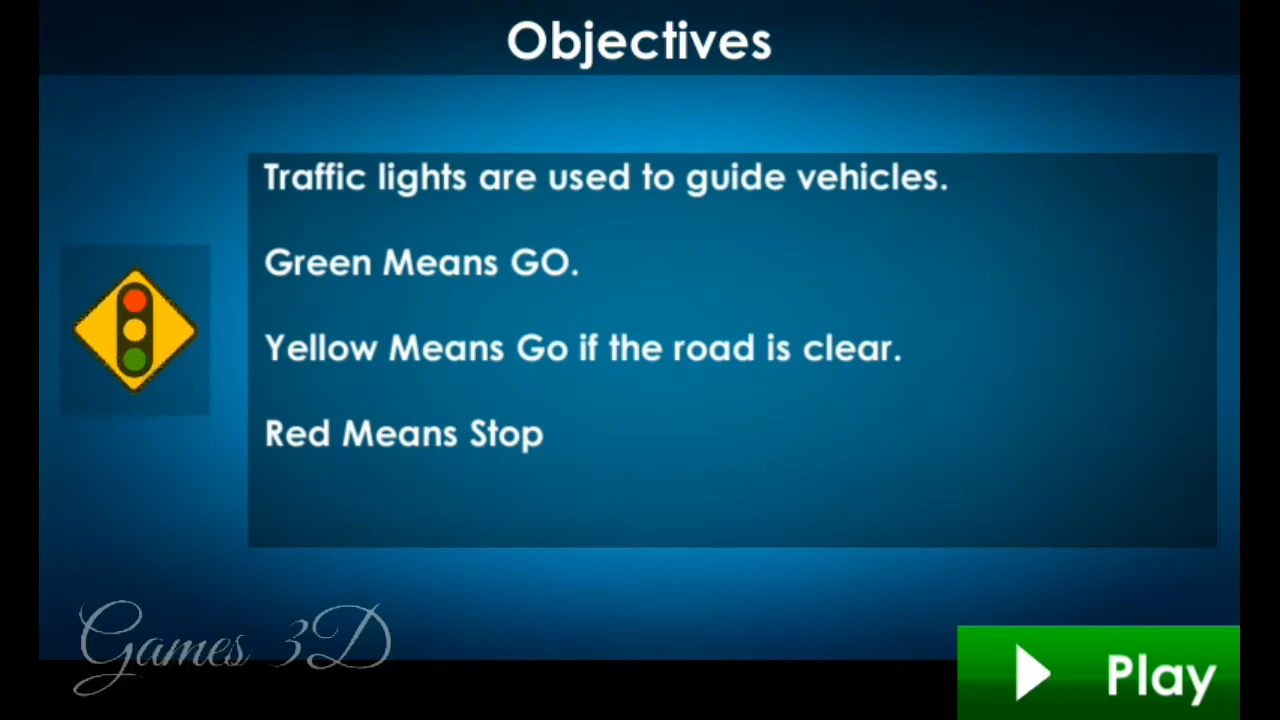 Objectives
Traffic lights are used to guide vehicles.
Green Means GO.
Yellow Means Go if the road is clear.
Red Means Stop
Games 3D
Play